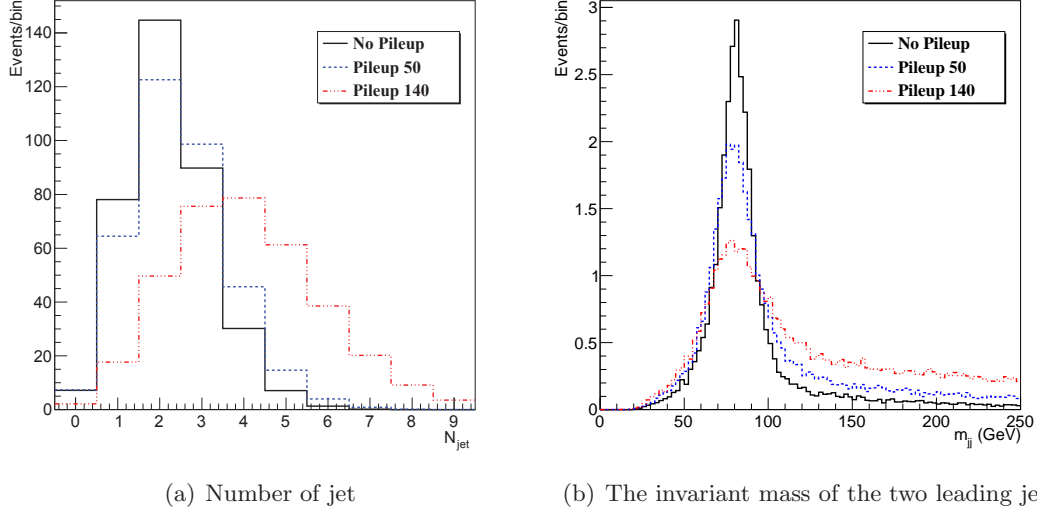 Events/bin
140
120
100
80
60
40
20
0
No Pileup
Pileup 50
Pileup 140
0 1 2 3 4 5 6 7 8 9
N_jet
(a) Number of jet
Events/bin
3
2.5
2
1.5
1
0.5
0
No Pileup
Pileup 50
Pileup 140
0 50 100 150 200 250
m_jj (GeV)
(b) The invariant mass of the two leading je